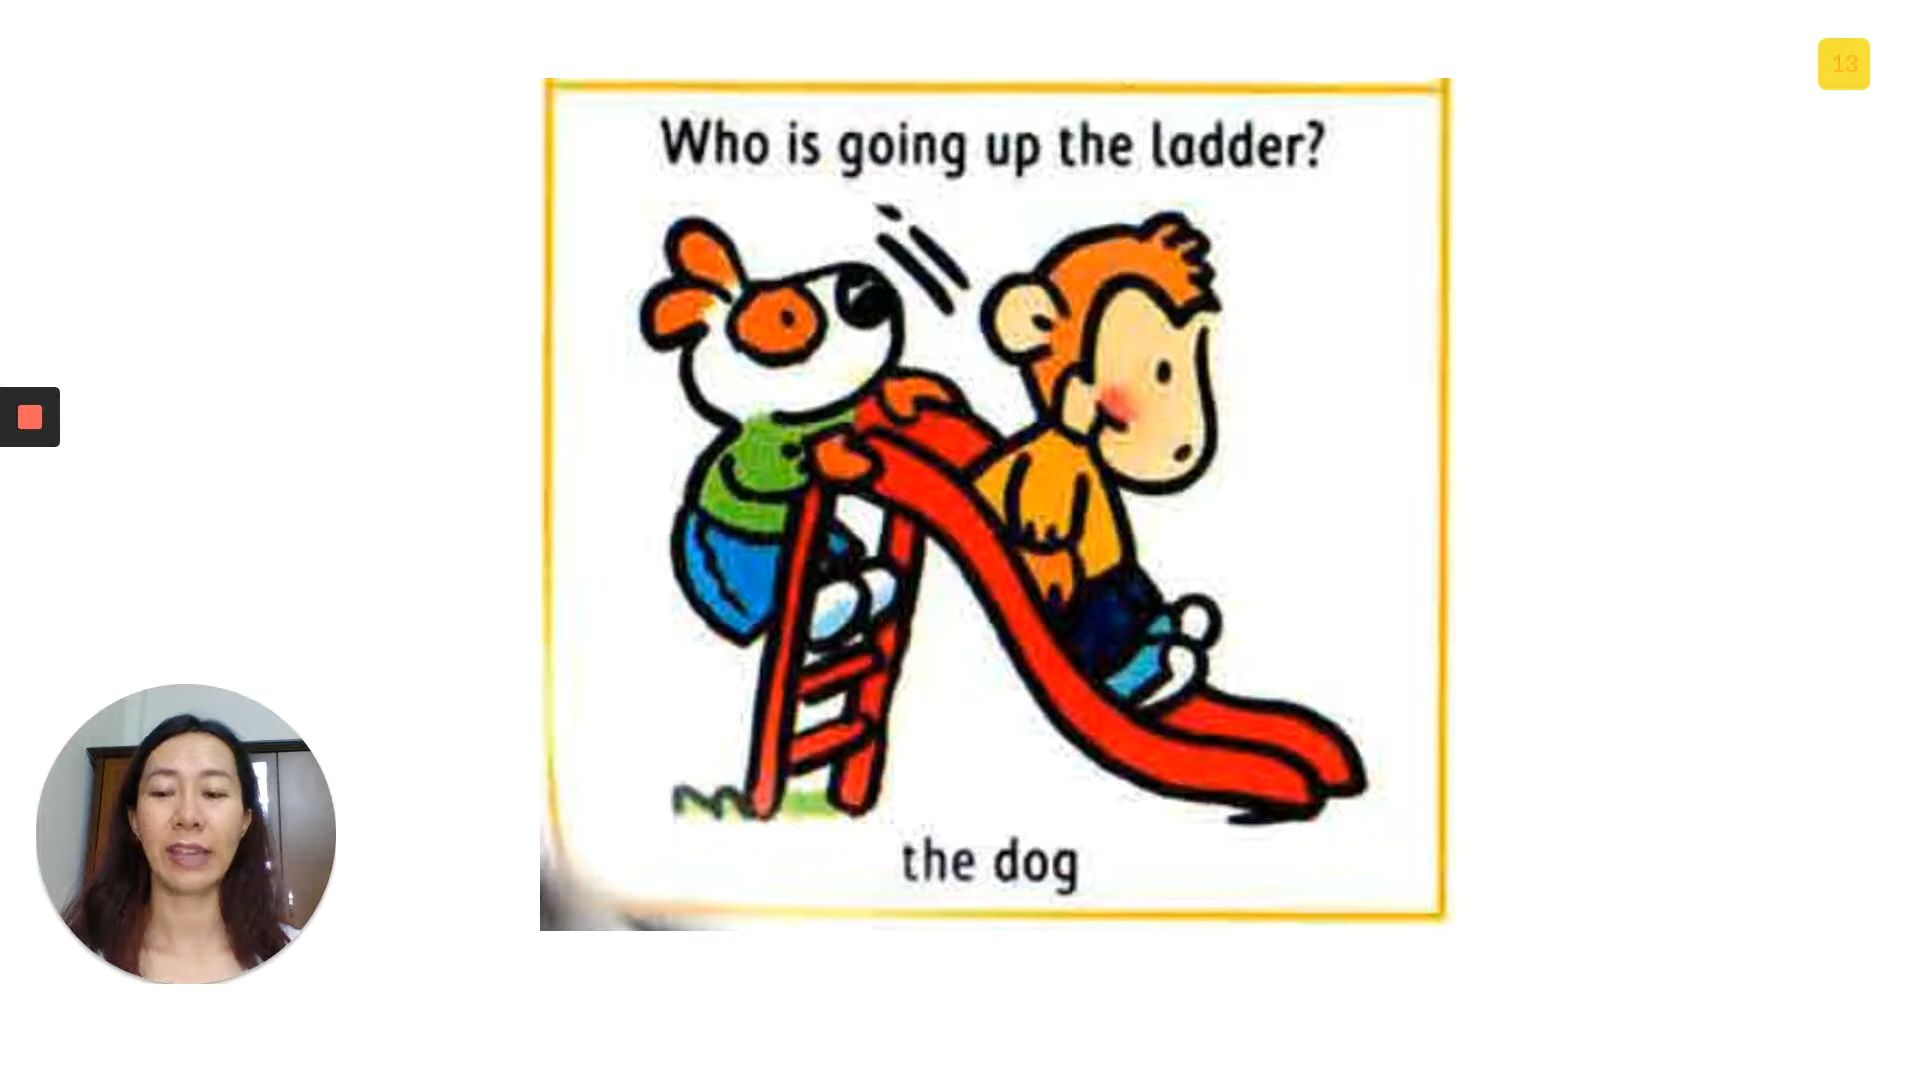 13
Who is going up the ladder?
the dog